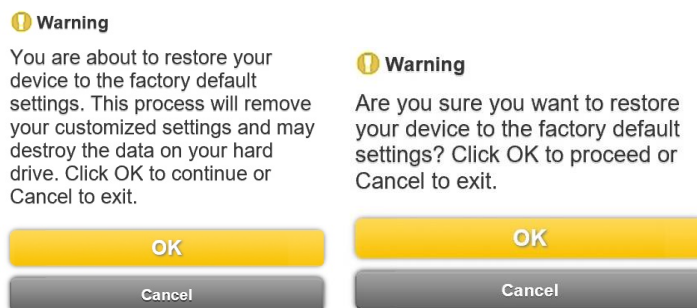 Warning
You are about to restore your
device to the factory default
settings. This process will remove
your customized settings and may
destroy the data on your hard
drive. Click OK to continue or
Cancel to exit.
OK
Cancel
Warning
Are you sure you want to restore
your device to the factory default
settings? Click OK to proceed or
Cancel to exit.
OK
Cancel